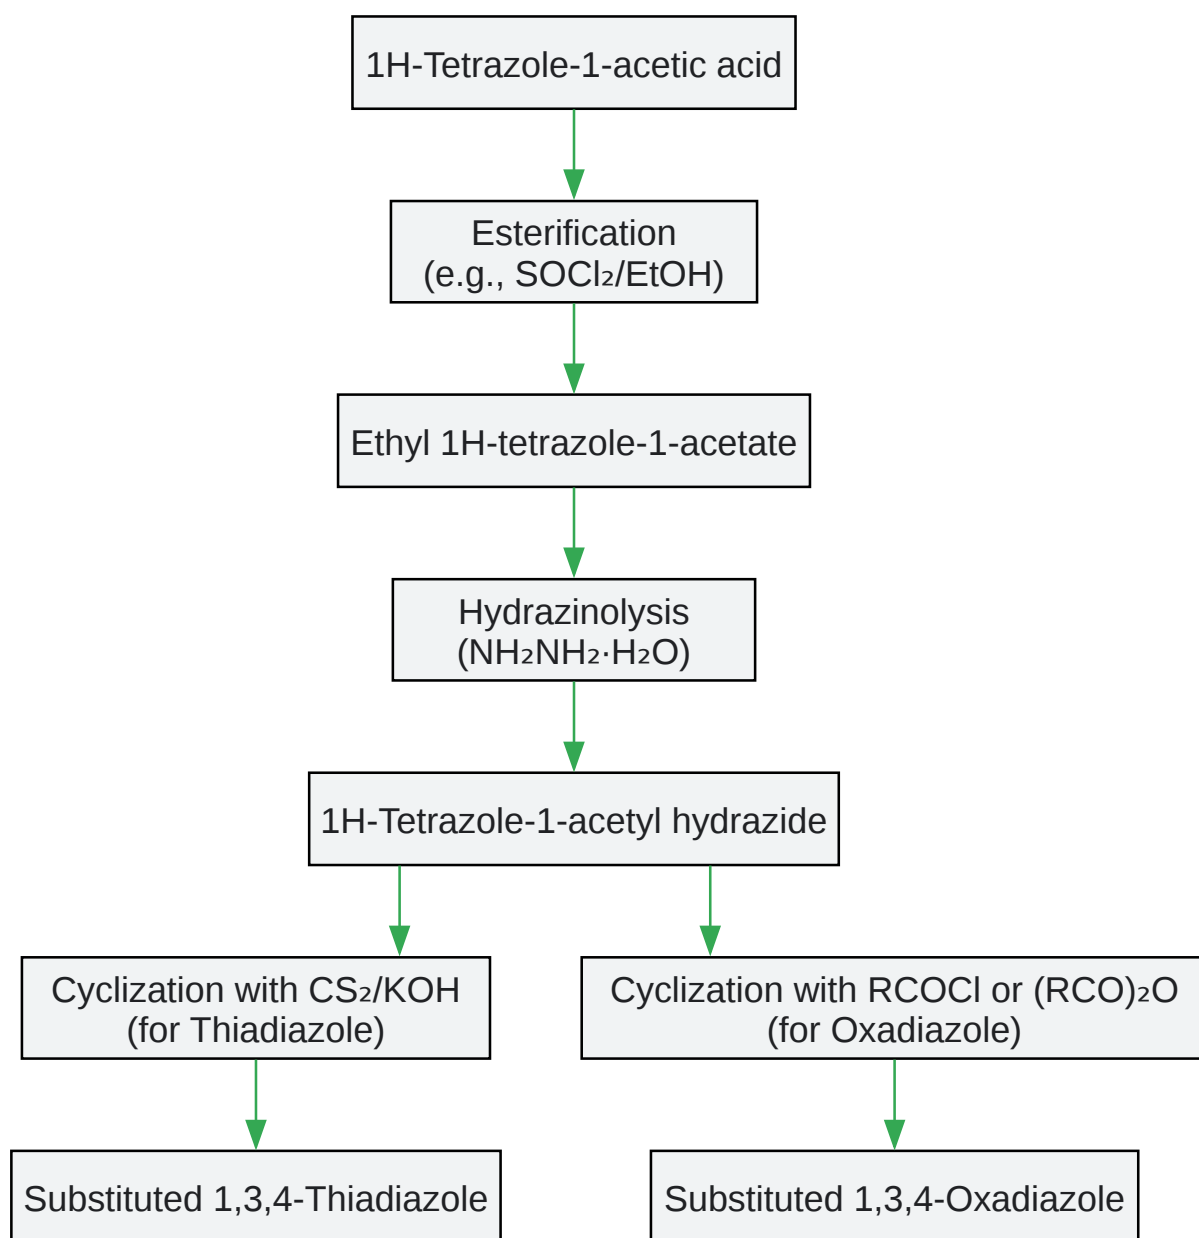 1H-Tetrazole-1-acetic acid
Esterification
(e.g., SOCl₂/EtOH)
Ethyl 1H-tetrazole-1-acetate
Hydrazinolysis
(NH₂NH₂·H₂O)
1H-Tetrazole-1-acetyl hydrazide
Cyclization with CS₂/KOH
(for Thiadiazole)
Cyclization with RCOCl or (RCO)₂O
(for Oxadiazole)
Substituted 1,3,4-Thiadiazole
Substituted 1,3,4-Oxadiazole